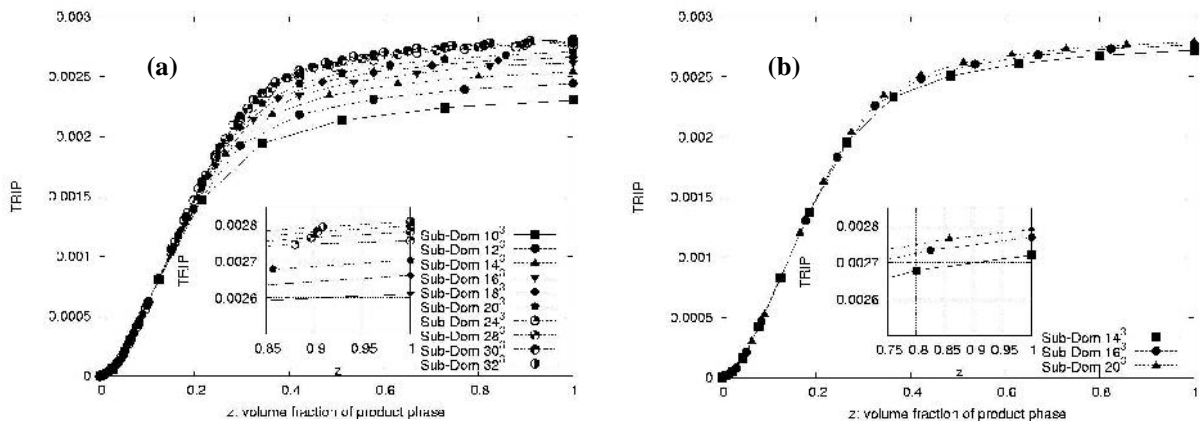 (a)
TRIP
0.003
0.0025
0.002
0.0015
0.001
0.0005
0
0 0.2 0.4 0.6 0.8 1
z: volume fraction of product phase
TRIP
0.0028
0.0027
0.0026
0.85 0.9 0.95 1
z
Sub-Dom 10³
Sub-Dom 12³
Sub-Dom 14³
Sub-Dom 16³
Sub-Dom 18³
Sub-Dom 20³
Sub-Dom 24³
Sub-Dom 28³
Sub-Dom 30³
Sub-Dom 32³
(b)
TRIP
0.003
0.0025
0.002
0.0015
0.001
0.0005
0
0 0.2 0.4 0.6 0.8 1
z: volume fraction of product phase
TRIP
0.0028
0.0027
0.0026
0.75 0.8 0.85 0.9 0.95 1
z
Sub-Dom 14³
Sub-Dom 16³
Sub-Dom 20³